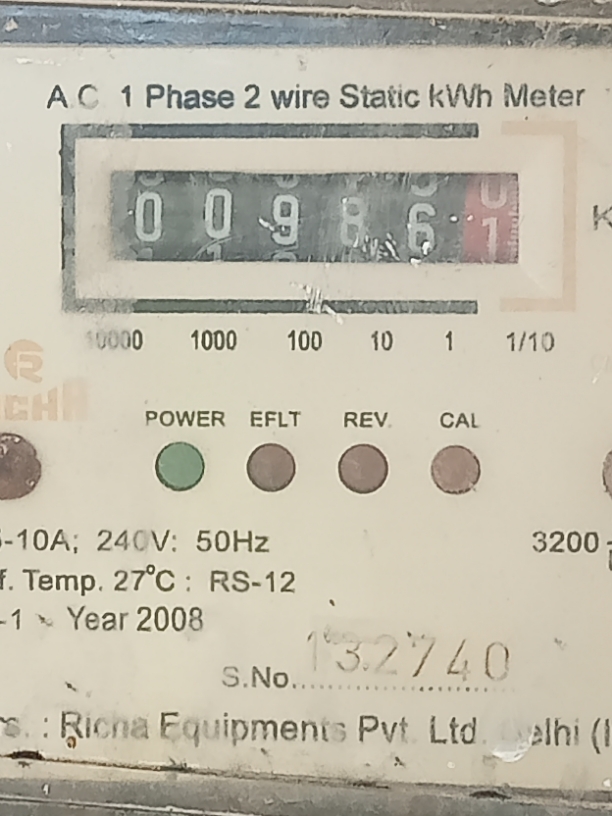 A.C 1 Phase 2 wire Static kWh Meter
0 0 9 8 6 1
K
10000 1000 100 10 1 1/10
R
CHA
POWER EFLT REV. CAL
-10A; 240V: 50Hz 3200
f. Temp. 27°C : RS-12
-1 Year 2008
S.No. 132740
s. : Richa Equipments Pvt. Ltd. Delhi (I